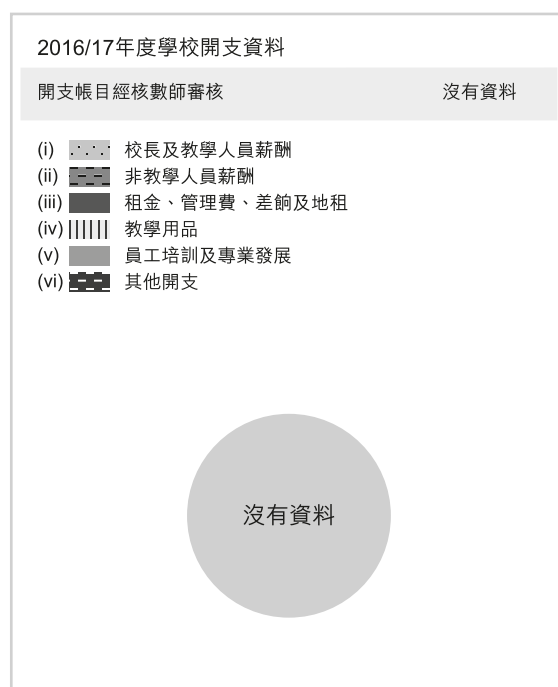 2016/17年度學校開支資料
開支帳目經核數師審核 沒有資料
(i) 校長及教學人員薪酬
(ii) 非教學人員薪酬
(iii) 租金、管理費、差餉及地租
(iv) 教學用品
(v) 員工培訓及專業發展
(vi) 其他開支
沒有資料